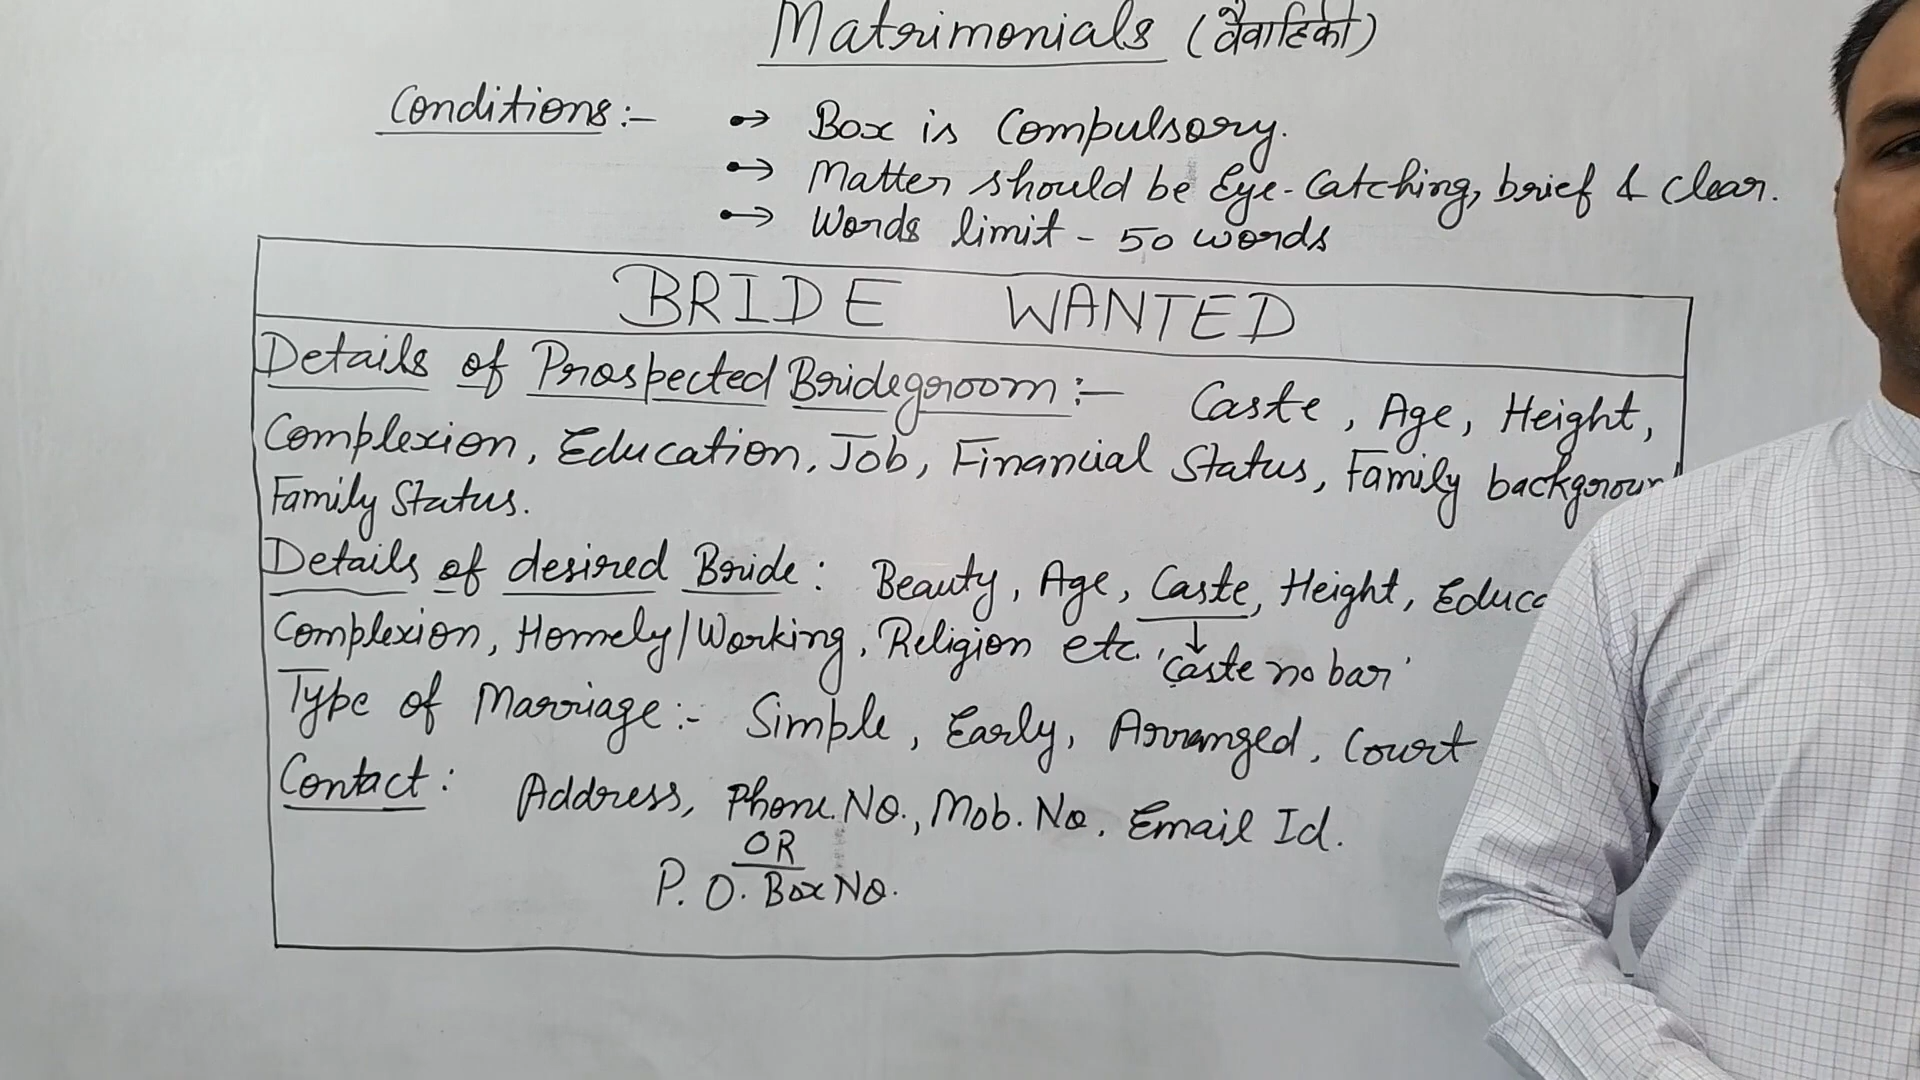 Matrimonials (वैवाहिकी)
Conditions:- → Box is Compulsory.
→ Matter should be Eye-Catching, brief & Clear.
→ Words limit - 50 words
BRIDE WANTED
Details of Prospected Bridegroom:- Caste, Age, Height,
Complexion, Education, Job, Financial Status, Family
Family Status.
Details of desired Bride: Beauty, Age, Caste, Height,
Complexion, Homely/Working, Religion etc. 'Caste no bar'
Type of Marriage:- Simple, Early, Arranged, Court
Contact: Address, Phone. No., Mob. No. Email Id.
OR
P. O. Box No.